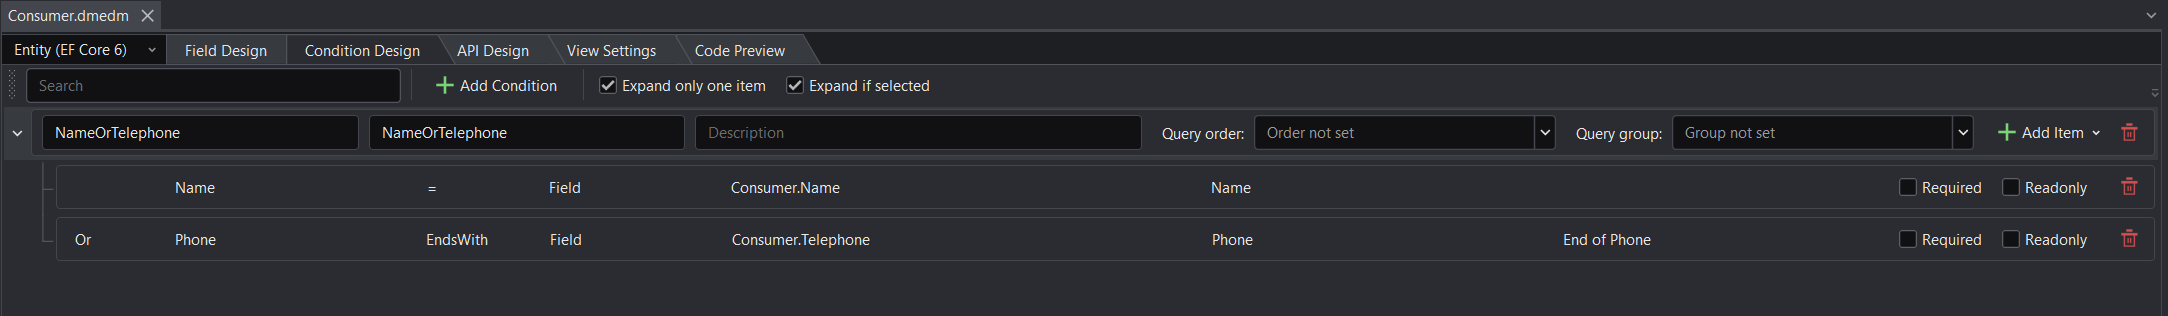 Consumer.dmedm
Entity (EF Core 6) Field Design Condition Design API Design View Settings Code Preview
Search Add Condition Expand only one item Expand if selected
NameOrTelephone NameOrTelephone Description Query order: Order not set Query group: Group not set Add Item
Name = Field Consumer.Name Name Required Readonly
Or Phone EndsWith Field Consumer.Telephone Phone End of Phone Required Readonly